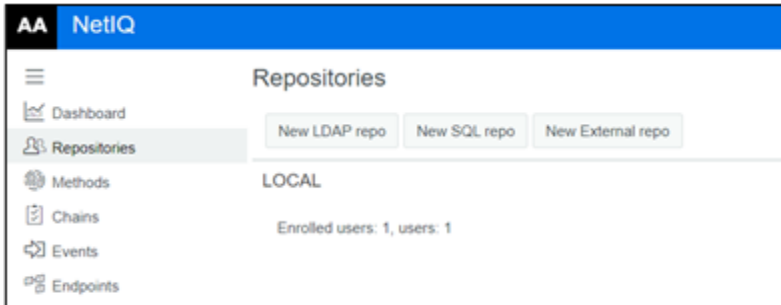 AA NetIQ
Repositories
Dashboard
New LDAP repo New SQL repo New External repo
Repositories
Methods
LOCAL
Chains
Enrolled users: 1, users: 1
Events
Endpoints